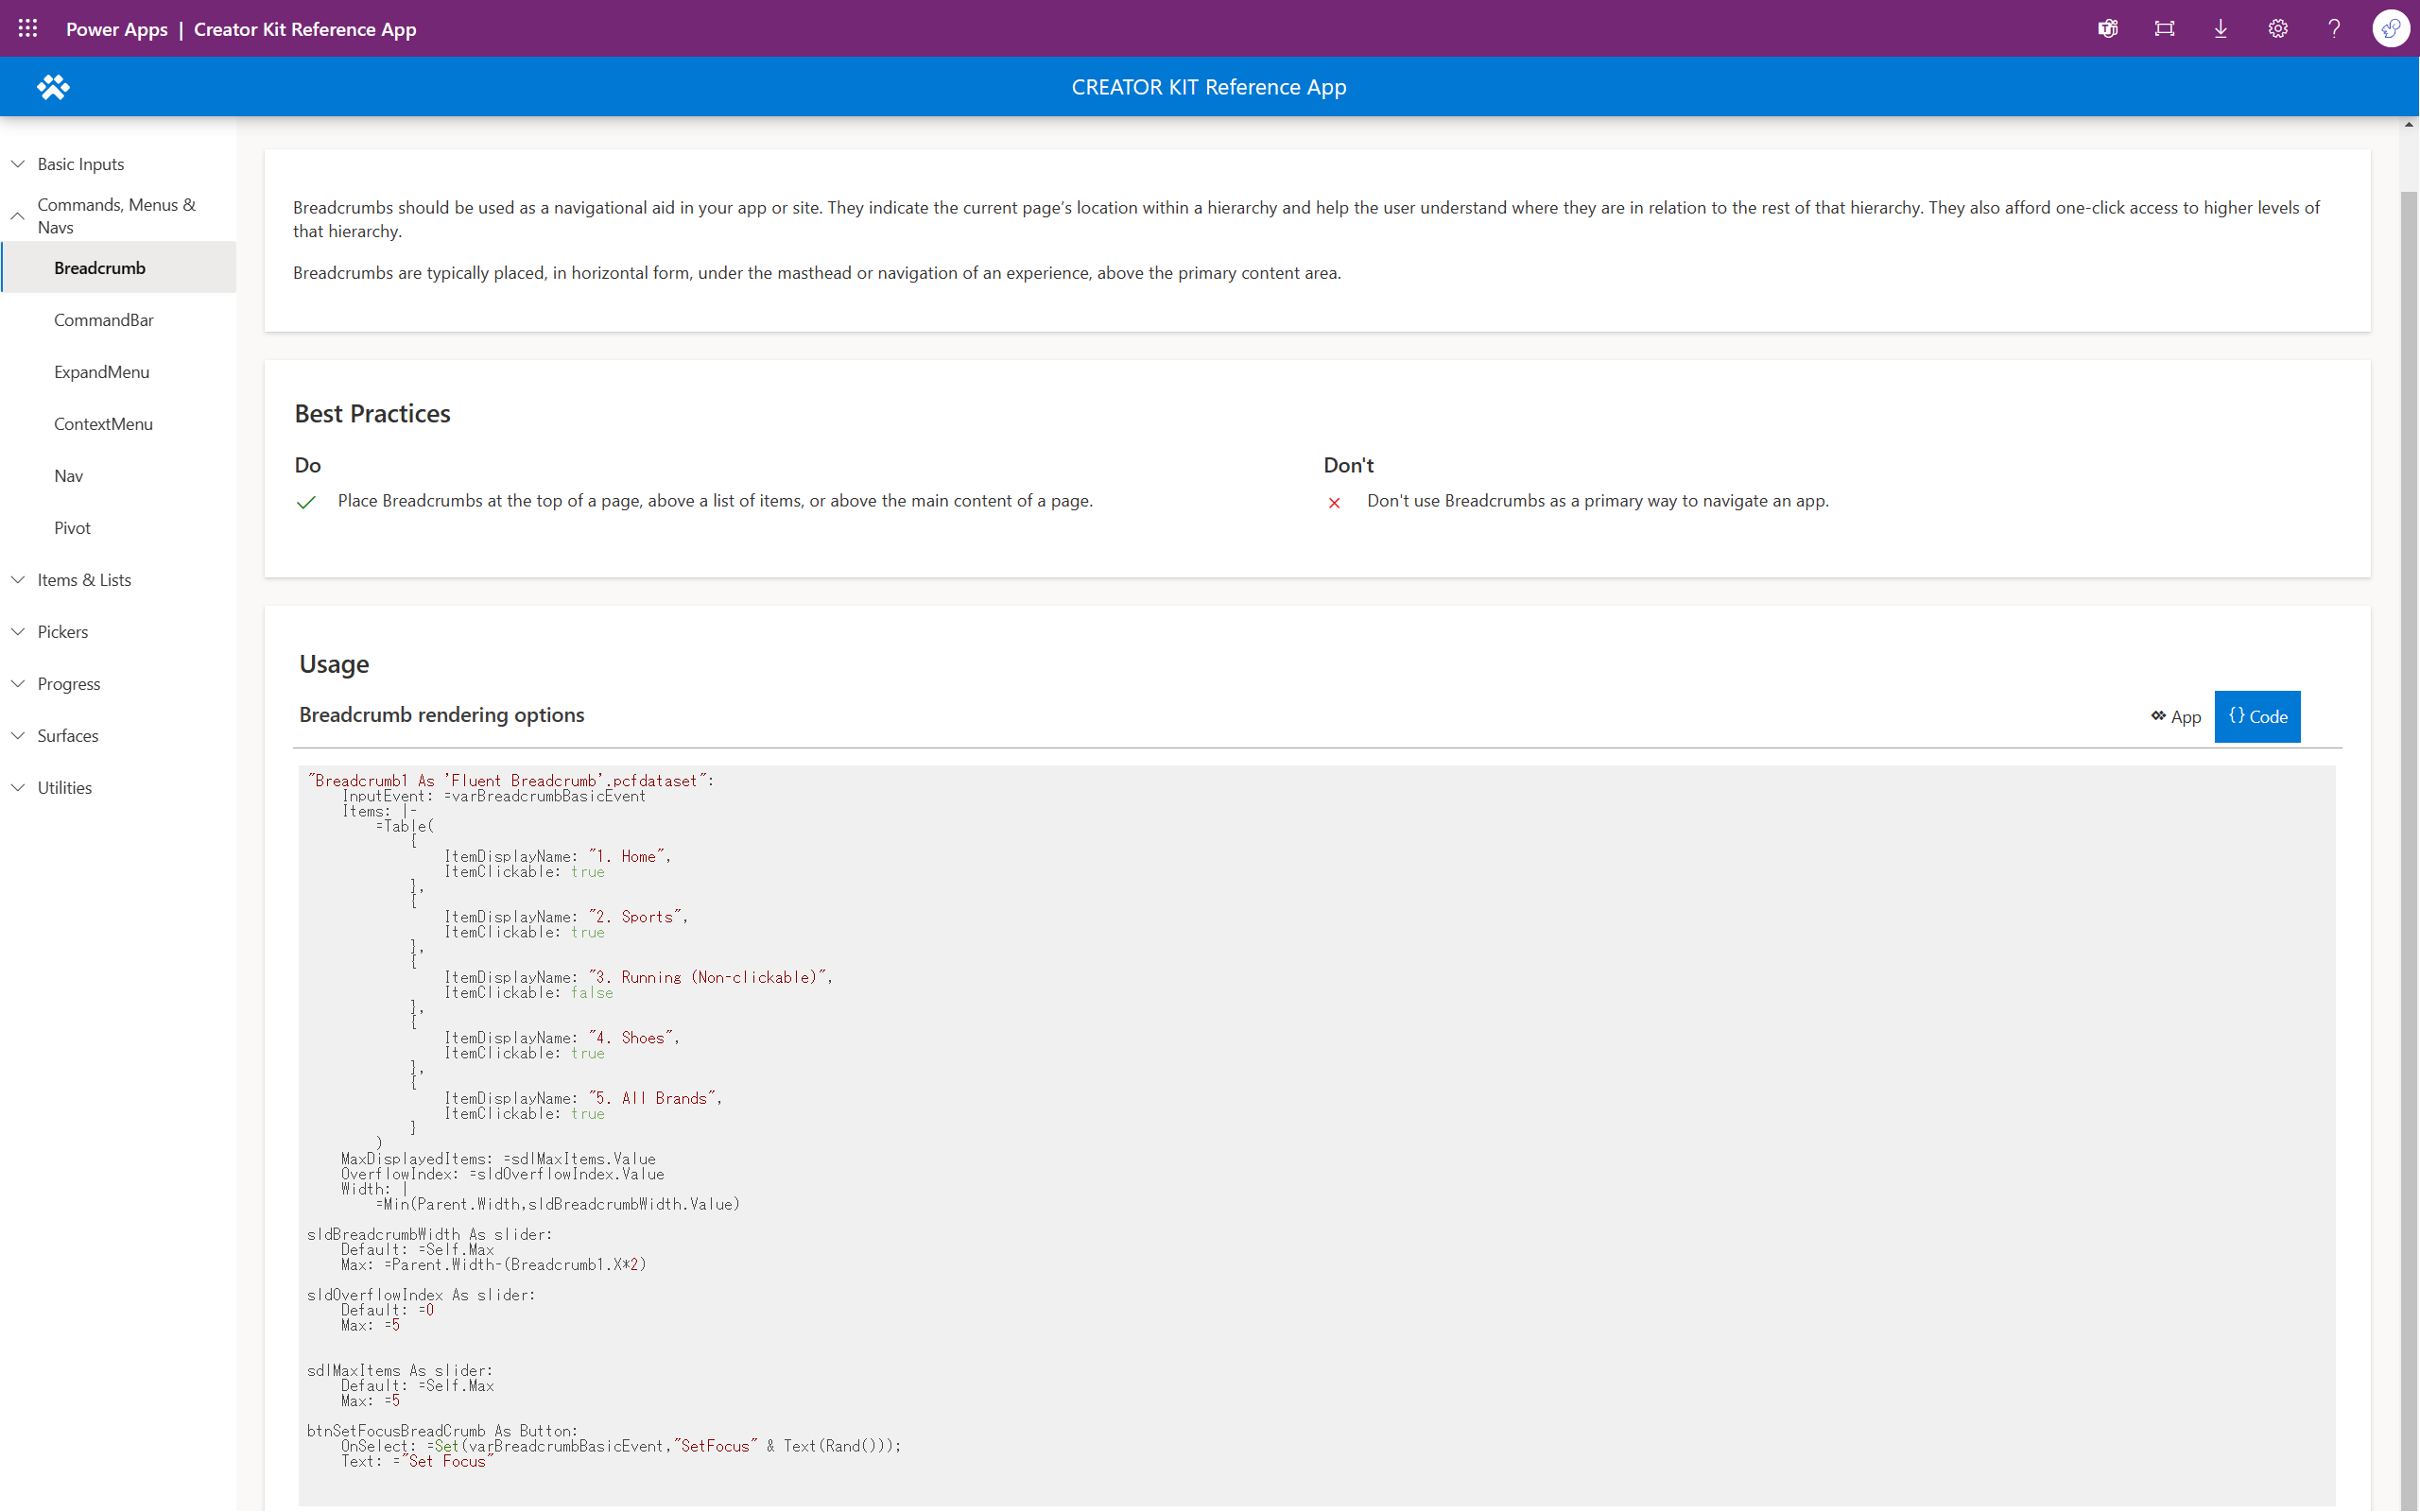 Power Apps | Creator Kit Reference App
CREATOR KIT Reference App
Basic Inputs
Commands, Menus &
Navs
Breadcrumb
CommandBar
ExpandMenu
ContextMenu
Nav
Pivot
Items & Lists
Pickers
Progress
Surfaces
Utilities
Breadcrumbs should be used as a navigational aid in your app or site. They indicate the current page's location within a hierarchy and help the user understand where they are in relation to the rest of that hierarchy. They also afford one-click access to higher levels of
that hierarchy.
Breadcrumbs are typically placed, in horizontal form, under the masthead or navigation of an experience, above the primary content area.
Best Practices
Do
Place Breadcrumbs at the top of a page, above a list of items, or above the main content of a page.
Don't
Don't use Breadcrumbs as a primary way to navigate an app.
Usage
Breadcrumb rendering options
App
{} Code
"Breadcrumb1 As 'Fluent Breadcrumb'.pcfdataset":
InputEvent: =varBreadcrumbBasicEvent
Items: |-
=Table(
{
ItemDisplayName: "1. Home",
ItemClickable: true
},
{
ItemDisplayName: "2. Sports",
ItemClickable: true
},
{
ItemDisplayName: "3. Running (Non-clickable)",
ItemClickable: false
},
{
ItemDisplayName: "4. Shoes",
ItemClickable: true
},
{
ItemDisplayName: "5. All Brands",
ItemClickable: true
}
)
MaxDisplayedItems: =sdlMaxItems.Value
OverflowIndex: =sldOverflowIndex.Value
Width: |
=Min(Parent.Width,sldBreadcrumbWidth.Value)
sldBreadcrumbWidth As slider:
Default: =Self.Max
Max: =Parent.Width-(Breadcrumb1.X*2)
sldOverflowIndex As slider:
Default: =0
Max: =5
sdlMaxItems As slider:
Default: =Self.Max
Max: =5
btnSetFocusBreadCrumb As Button:
OnSelect: =Set(varBreadcrumbBasicEvent,"SetFocus" & Text(Rand()));
Text: ="Set Focus"